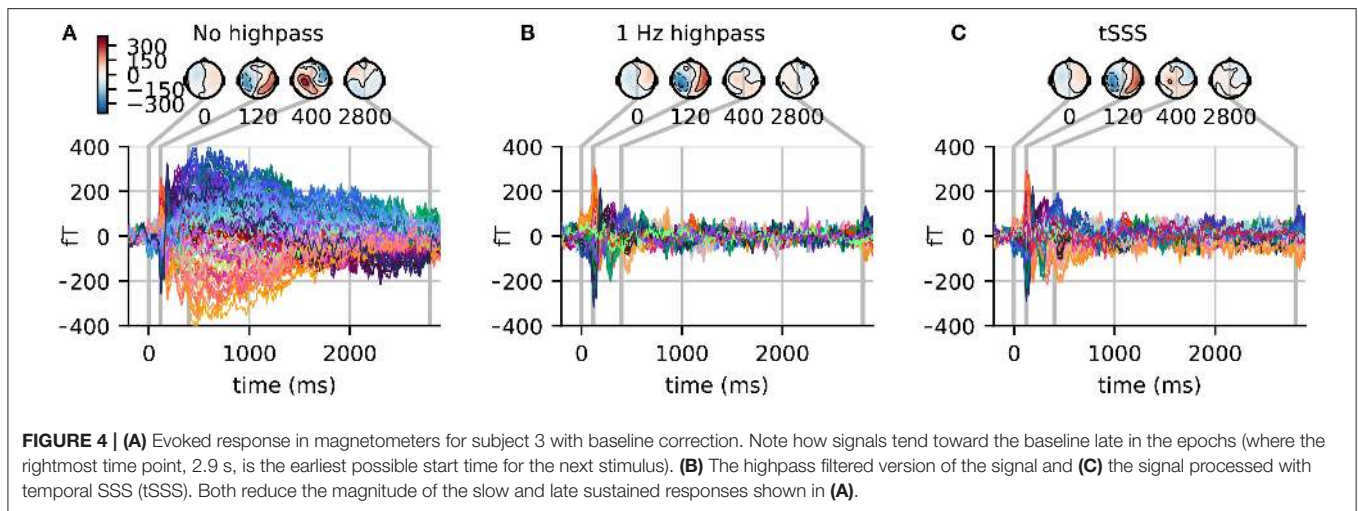 A No highpass B 1 Hz highpass C tSSS
300
150
0
−150
−300
0 120 400 2800 0 120 400 2800 0 120 400 2800
400 400 400
200 200 200
0 0 0
-200 -200 -200
-400 -400 -400
fT fT fT
0 1000 2000 0 1000 2000 0 1000 2000
time (ms) time (ms) time (ms)
FIGURE 4 | (A) Evoked response in magnetometers for subject 3 with baseline correction. Note how signals tend toward the baseline late in the epochs (where the
rightmost time point, 2.9 s, is the earliest possible start time for the next stimulus). (B) The highpass filtered version of the signal and (C) the signal processed with
temporal SSS (tSSS). Both reduce the magnitude of the slow and late sustained responses shown in (A).